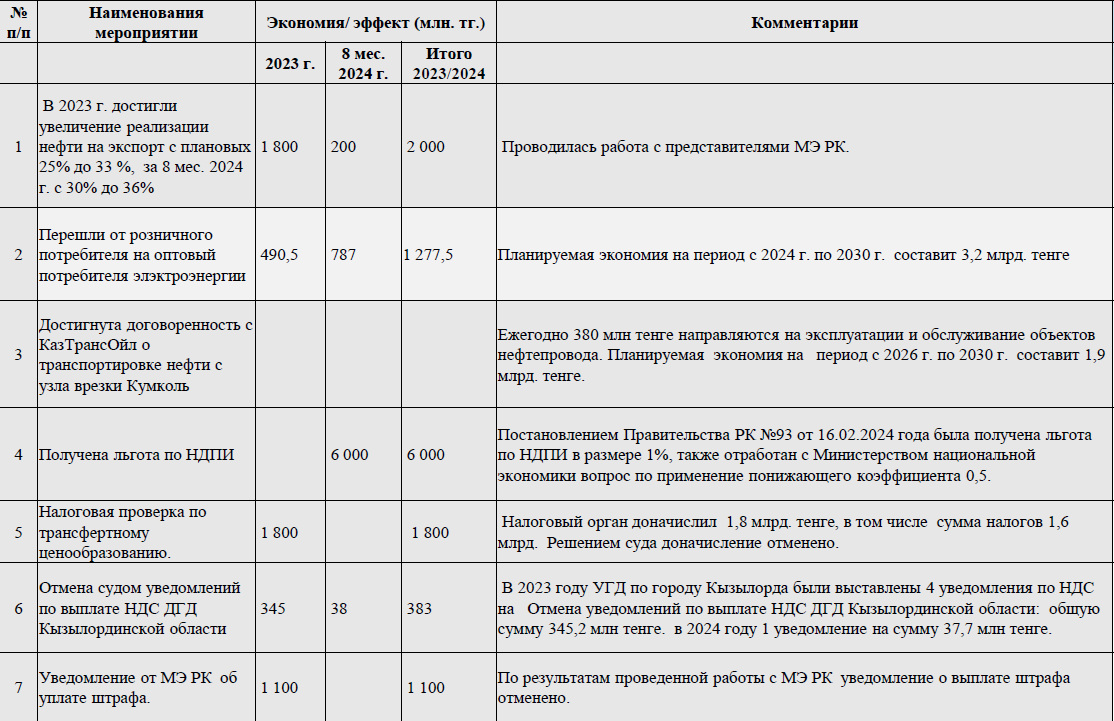 № п/п
Наименования мероприятии
Экономия/ эффект (млн. тг.)
Комментарии
2023 г.
8 мес. 2024 г.
Итого 2023/2024
1
В 2023 г. достигли
увеличение реализации
нефти на экспорт с плановых
25% до 33 %, за 8 мес. 2024
г. с 30% до 36%
1 800
200
2 000
Проводилась работа с представителями МЭ РК.
2
Перешли от розничного
потребителя на оптовый
потребителя элэктроэнергии
490,5
787
1 277,5
Планируемая экономия на период с 2024 г. по 2030 г. составит 3,2 млрд. тенге
3
Достигнута договоренность с
КазТрансОйл о
транспортировке нефти с
узла врезки Кумколь
Ежегодно 380 млн тенге направляются на эксплуатации и обслуживание объектов
нефтепровода. Планируемая экономия на период с 2026 г. по 2030 г. составит 1,9
млрд. тенге.
4
Получена льгота по НДПИ
6 000
6 000
Постановлением Правительства РК №93 от 16.02.2024 года была получена льгота
по НДПИ в размере 1%, также отработан с Министерством национальной
экономики вопрос по применение понижающего коэффициента 0,5.
5
Налоговая проверка по
трансфертному
ценообразованию.
1 800
1 800
Налоговый орган доначислил 1,8 млрд. тенге, в том числе сумма налогов 1,6
млрд. Решением суда доначисление отменено.
6
Отмена судом уведомлений
по выплате НДС ДГД
Кызылординской области
345
38
383
В 2023 году УГД по городу Кызылорда были выставлены 4 уведомления по НДС
на Отмена уведомлений по выплате НДС ДГД Кызылординской области: общую
сумму 345,2 млн тенге. в 2024 году 1 уведомление на сумму 37,7 млн тенге.
7
Уведомление от МЭ РК об
уплате штрафа.
1 100
1 100
По результатам проведенной работы с МЭ РК уведомление о выплате штрафа
отменено.